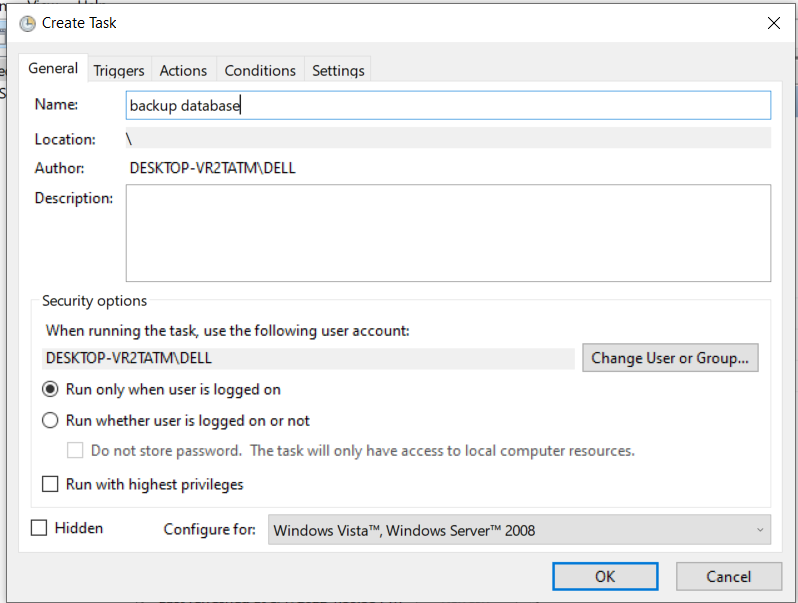 Create Task
General Triggers Actions Conditions Settings
Name: backup database
Location: \
Author: DESKTOP-VR2TATM\DELL
Description:
Security options
When running the task, use the following user account:
DESKTOP-VR2TATM\DELL Change User or Group...
Run only when user is logged on
Run whether user is logged on or not
Do not store password. The task will only have access to local computer resources.
Run with highest privileges
Hidden Configure for: Windows Vista™, Windows Server™ 2008
OK Cancel